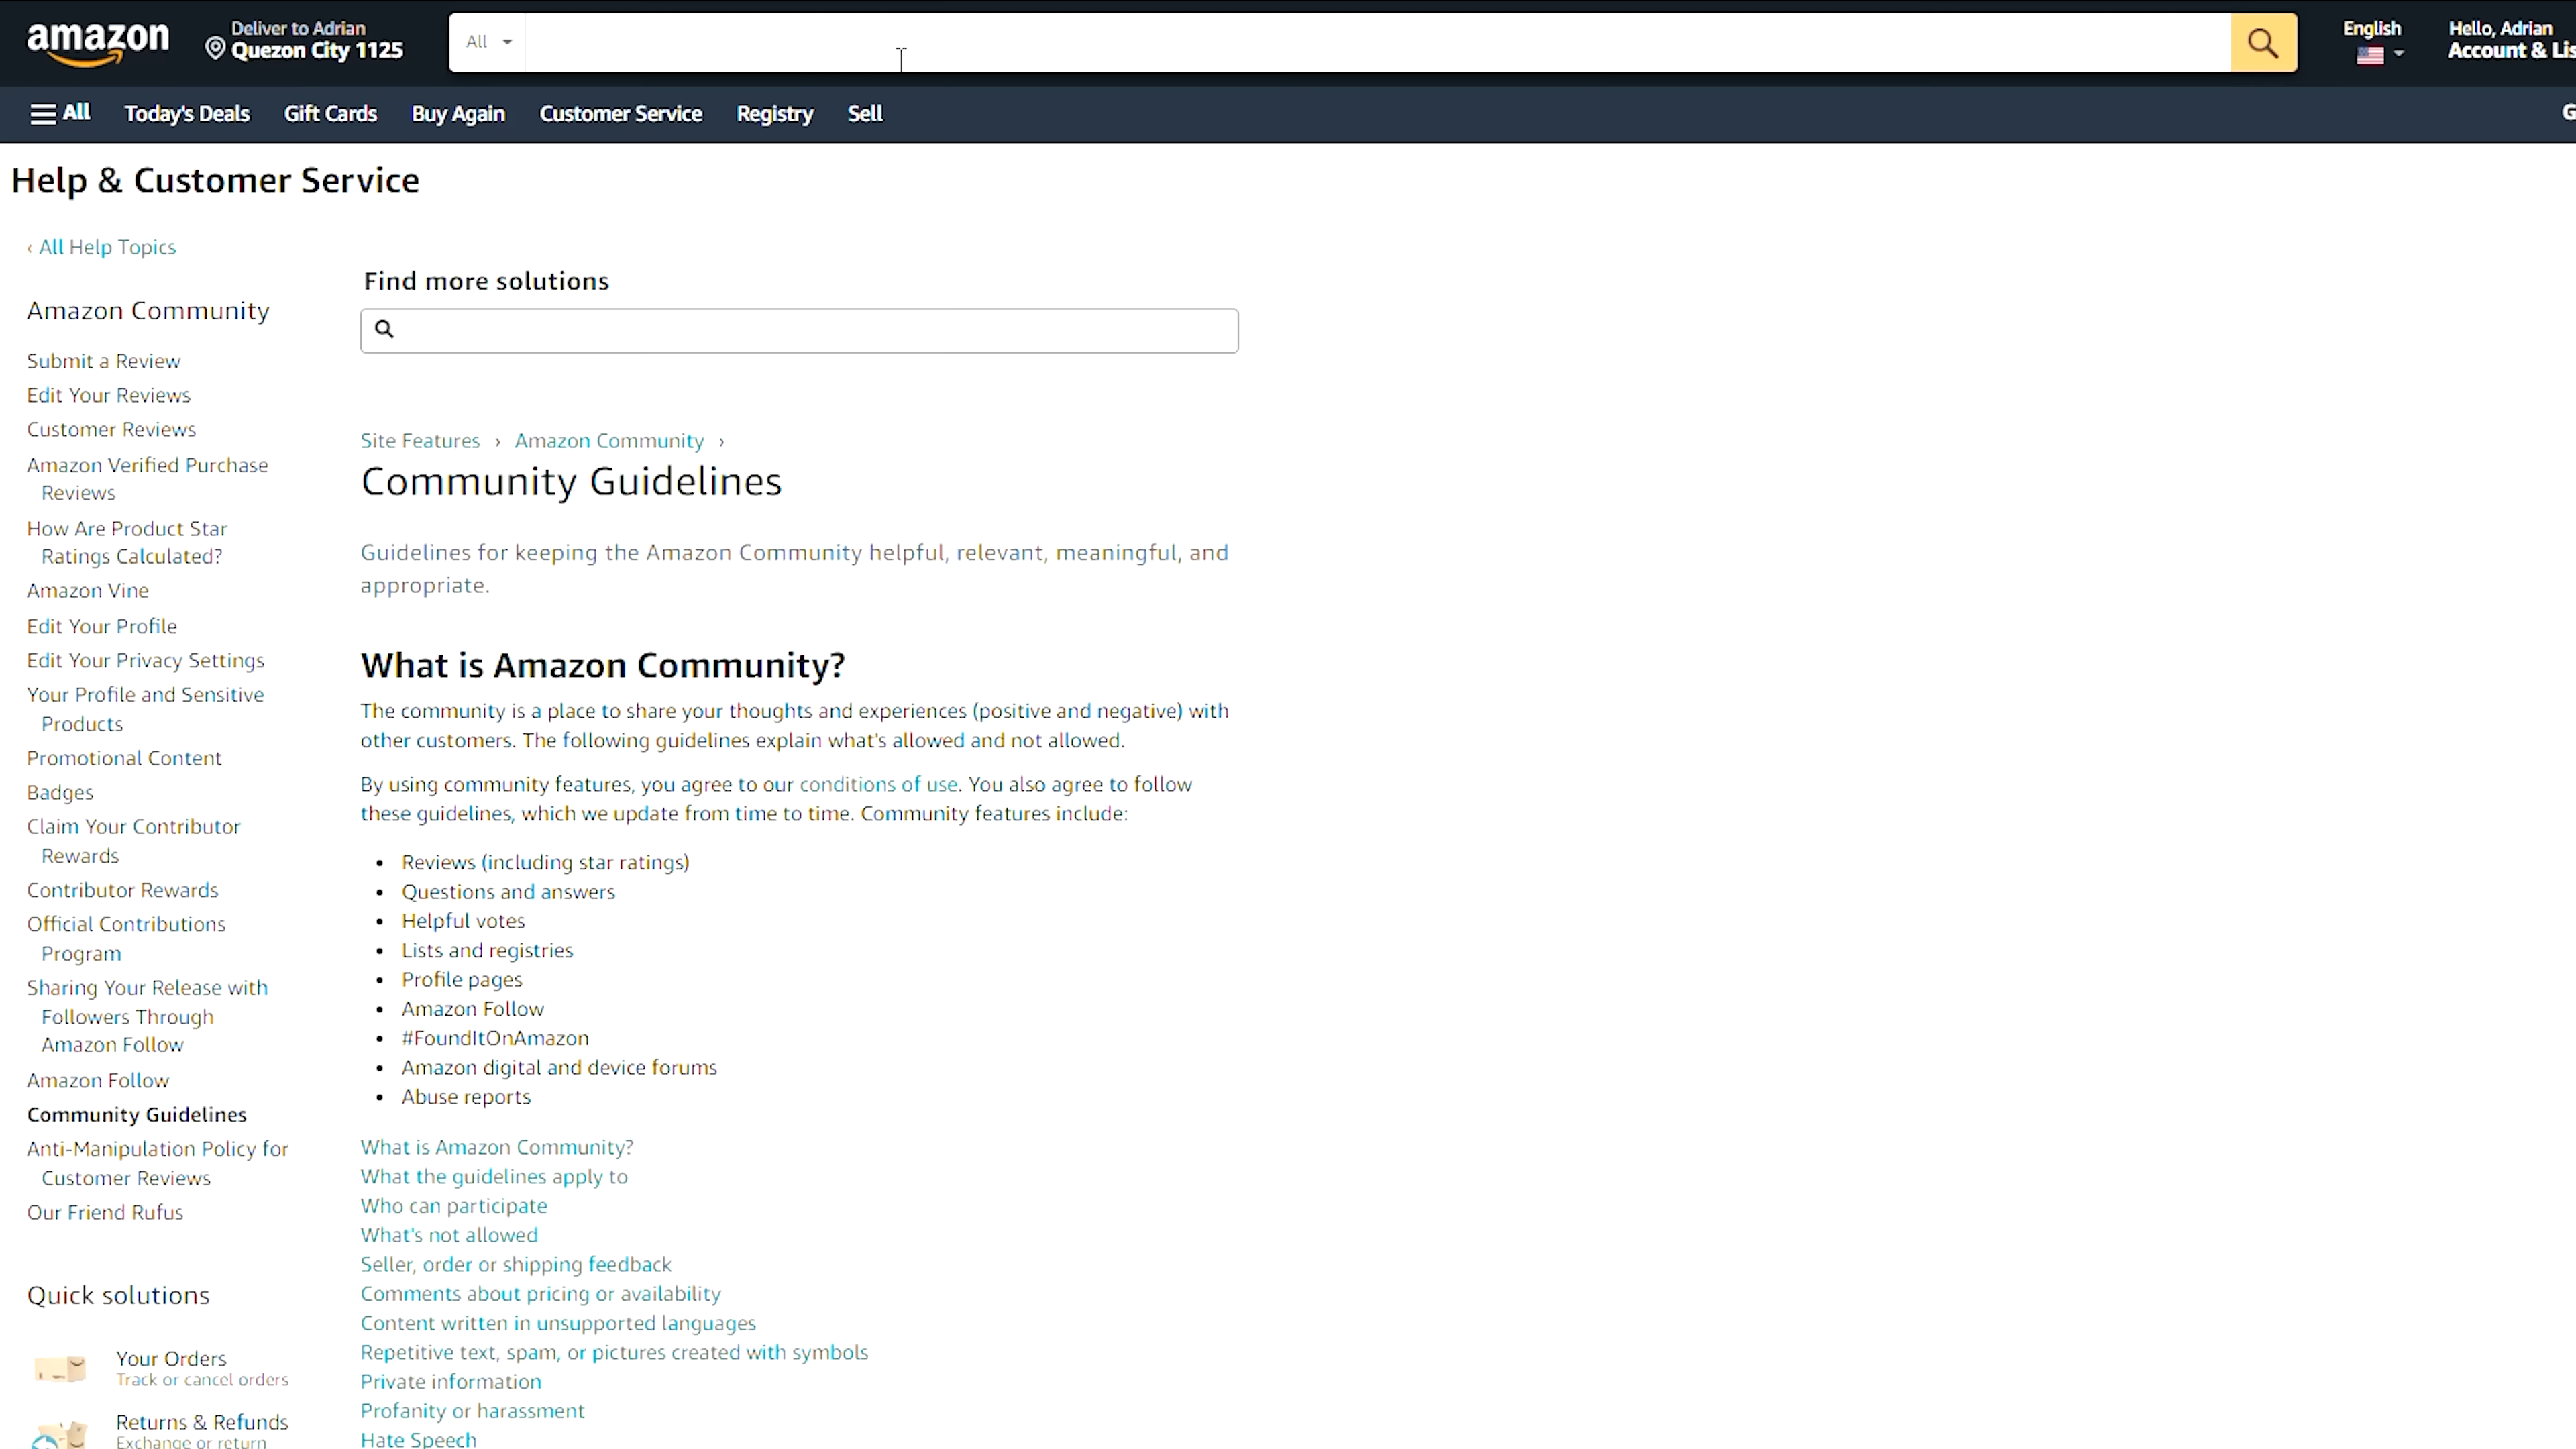 amazon
Deliver to Adrian
Quezon City 1125
All
English
Hello, Adrian
Account & Lis
All
Today's Deals
Gift Cards
Buy Again
Customer Service
Registry
Sell
G
Help & Customer Service
‹ All Help Topics
Amazon Community
Submit a Review
Edit Your Reviews
Customer Reviews
Amazon Verified Purchase
Reviews
How Are Product Star
Ratings Calculated?
Amazon Vine
Edit Your Profile
Edit Your Privacy Settings
Your Profile and Sensitive
Products
Promotional Content
Badges
Claim Your Contributor
Rewards
Contributor Rewards
Official Contributions
Program
Sharing Your Release with
Followers Through
Amazon Follow
Amazon Follow
Community Guidelines
Anti-Manipulation Policy for
Customer Reviews
Our Friend Rufus
Quick solutions
Your Orders
Track or cancel orders
Returns & Refunds
Exchange or return
Find more solutions
Site Features › Amazon Community ›
Community Guidelines
Guidelines for keeping the Amazon Community helpful, relevant, meaningful, and
appropriate.
What is Amazon Community?
The community is a place to share your thoughts and experiences (positive and negative) with
other customers. The following guidelines explain what's allowed and not allowed.
By using community features, you agree to our conditions of use. You also agree to follow
these guidelines, which we update from time to time. Community features include:
• Reviews (including star ratings)
• Questions and answers
• Helpful votes
• Lists and registries
• Profile pages
• Amazon Follow
• #FoundItOnAmazon
• Amazon digital and device forums
• Abuse reports
What is Amazon Community?
What the guidelines apply to
Who can participate
What's not allowed
Seller, order or shipping feedback
Comments about pricing or availability
Content written in unsupported languages
Repetitive text, spam, or pictures created with symbols
Private information
Profanity or harassment
Hate Speech